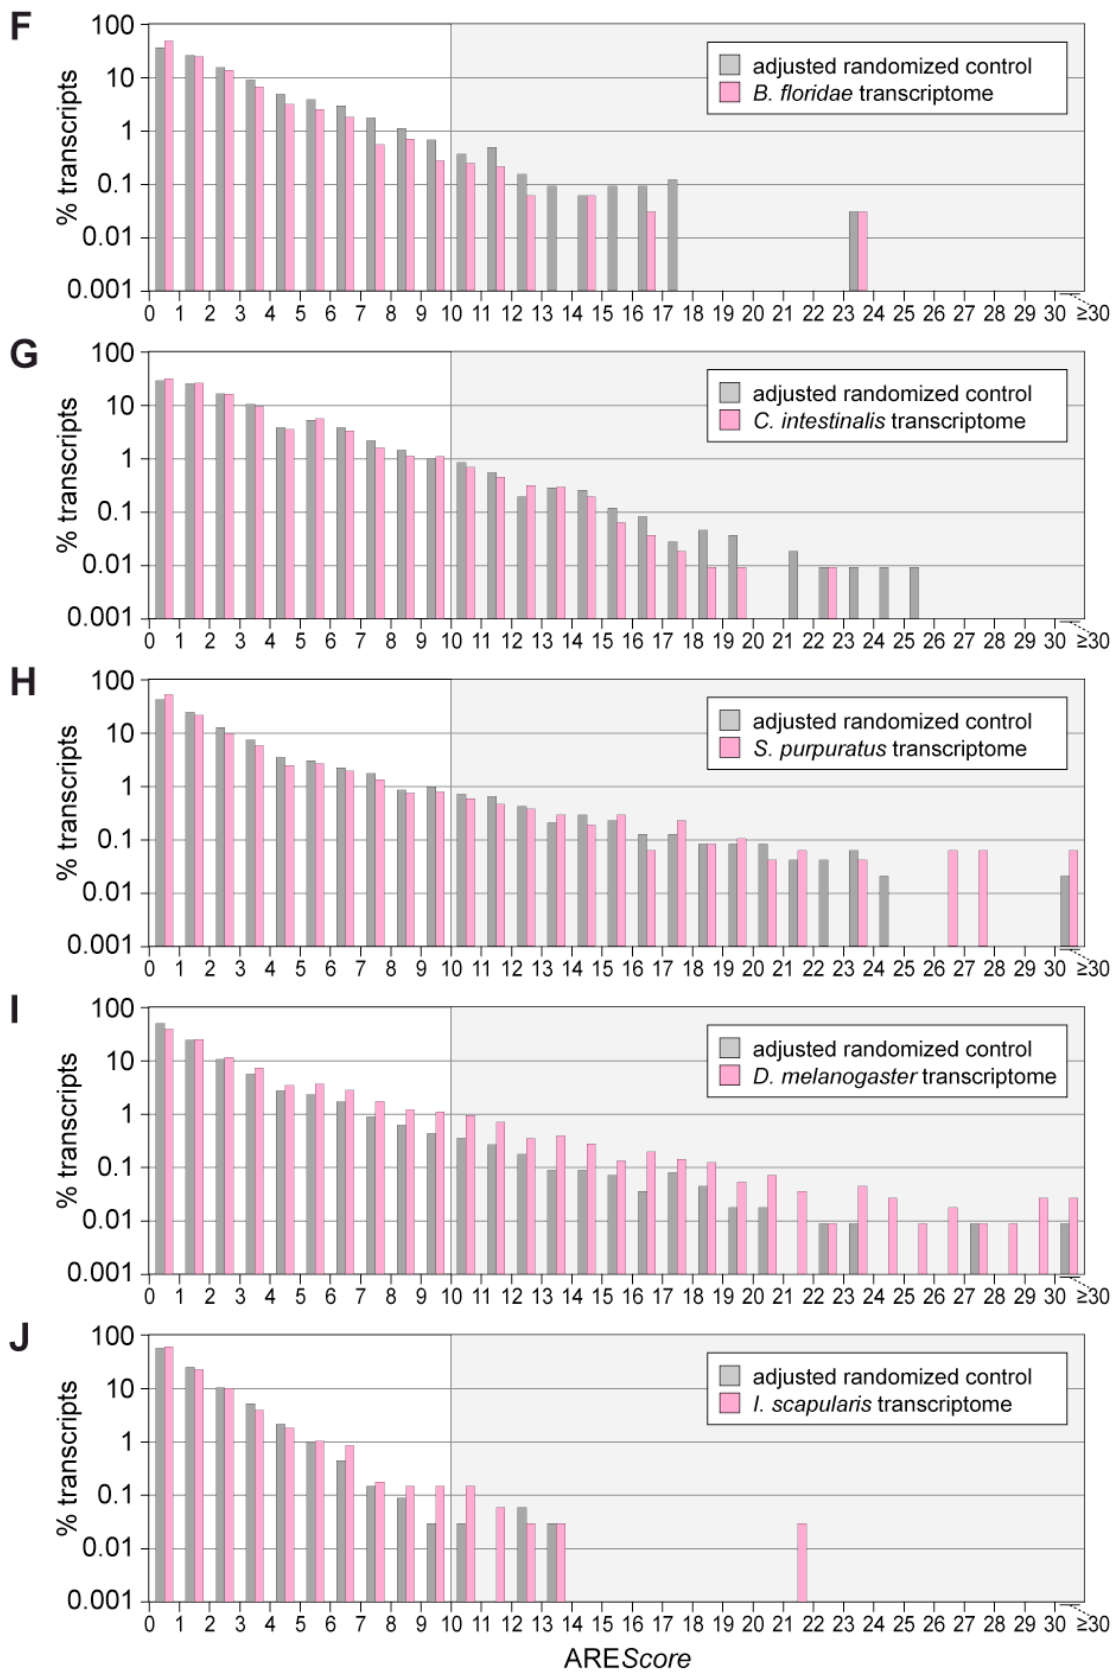 F
% transcripts
100
10
1
0.1
0.01
0.001
adjusted randomized control
B. floridae transcriptome
0 1 2 3 4 5 6 7 8 9 10 11 12 13 14 15 16 17 18 19 20 21 22 23 24 25 26 27 28 29 30 ≥30
G
% transcripts
100
10
1
0.1
0.01
0.001
adjusted randomized control
C. intestinalis transcriptome
0 1 2 3 4 5 6 7 8 9 10 11 12 13 14 15 16 17 18 19 20 21 22 23 24 25 26 27 28 29 30 ≥30
H
% transcripts
100
10
1
0.1
0.01
0.001
adjusted randomized control
S. purpuratus transcriptome
0 1 2 3 4 5 6 7 8 9 10 11 12 13 14 15 16 17 18 19 20 21 22 23 24 25 26 27 28 29 30 ≥30
I
% transcripts
100
10
1
0.1
0.01
0.001
adjusted randomized control
D. melanogaster transcriptome
0 1 2 3 4 5 6 7 8 9 10 11 12 13 14 15 16 17 18 19 20 21 22 23 24 25 26 27 28 29 30 ≥30
J
% transcripts
100
10
1
0.1
0.01
0.001
adjusted randomized control
I. scapularis transcriptome
0 1 2 3 4 5 6 7 8 9 10 11 12 13 14 15 16 17 18 19 20 21 22 23 24 25 26 27 28 29 30 ≥30
AREScore